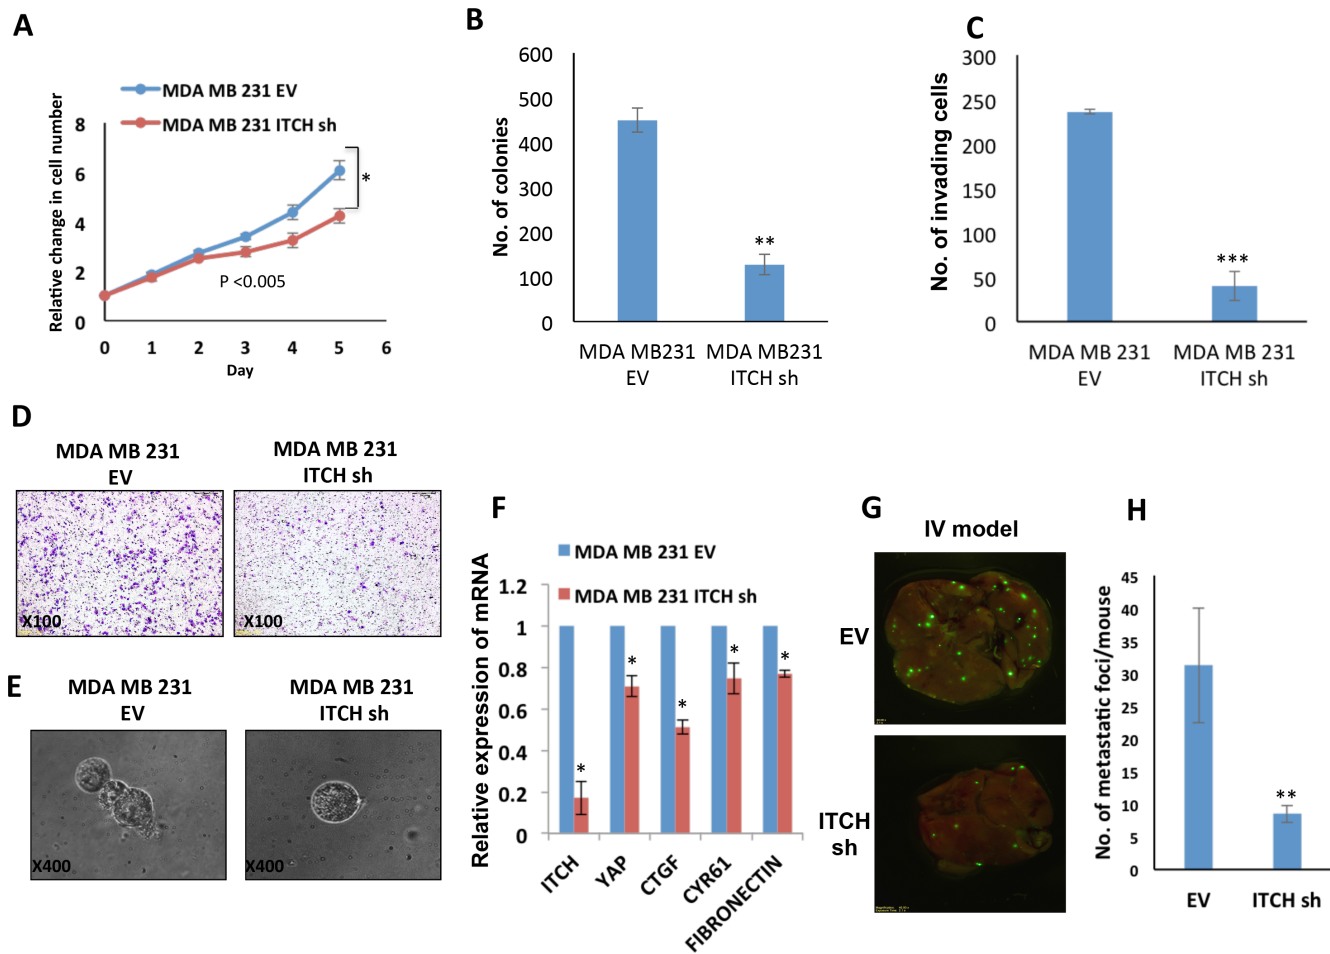 A
MDA MB 231 EV
MDA MB 231 ITCH sh
Relative change in cell number
8
6
4
2
0
*
P <0.005
0 1 2 3 4 5 6
Day
B
No. of colonies
600
500
400
300
200
100
0
**
MDA MB231 MDA MB231
EV ITCH sh
C
No. of invading cells
300
250
200
150
100
50
0
***
MDA MB 231 MDA MB 231
EV ITCH sh
D
MDA MB 231
EV
MDA MB 231
ITCH sh
X100
X100
E
MDA MB 231
EV
MDA MB 231
ITCH sh
X400
X400
F
MDA MB 231 EV
MDA MB 231 ITCH sh
Relative expression of mRNA
1.2
1
0.8
0.6
0.4
0.2
0
* * * * *
ITCH
YAP
CTGF
CYR61
FIBRONECTIN
G
IV model
EV
ITCH
sh
H
No. of metastatic foci/mouse
45
40
35
30
25
20
15
10
5
0
**
EV ITCH sh